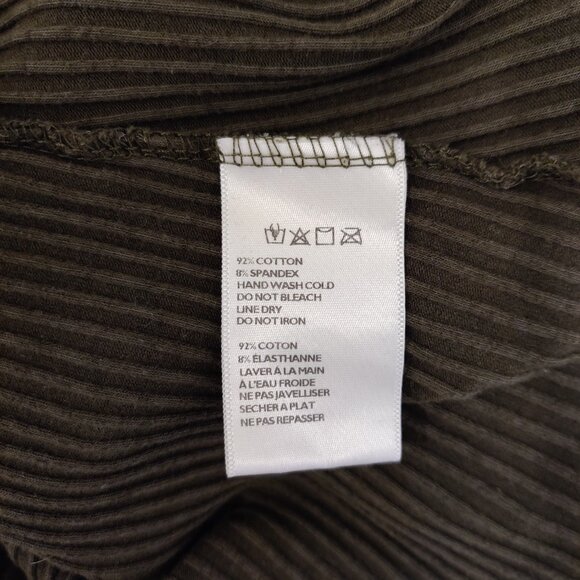 92% COTTON
8% SPANDEX
HAND WASH COLD
DO NOT BLEACH
LINE DRY
DO NOT IRON
92% COTON
8% ÉLASTHANNE
LAVER À LA MAIN
À L'EAU FROIDE
NE PAS JAVELLISER
SECHER A PLAT
NE PAS REPASSER